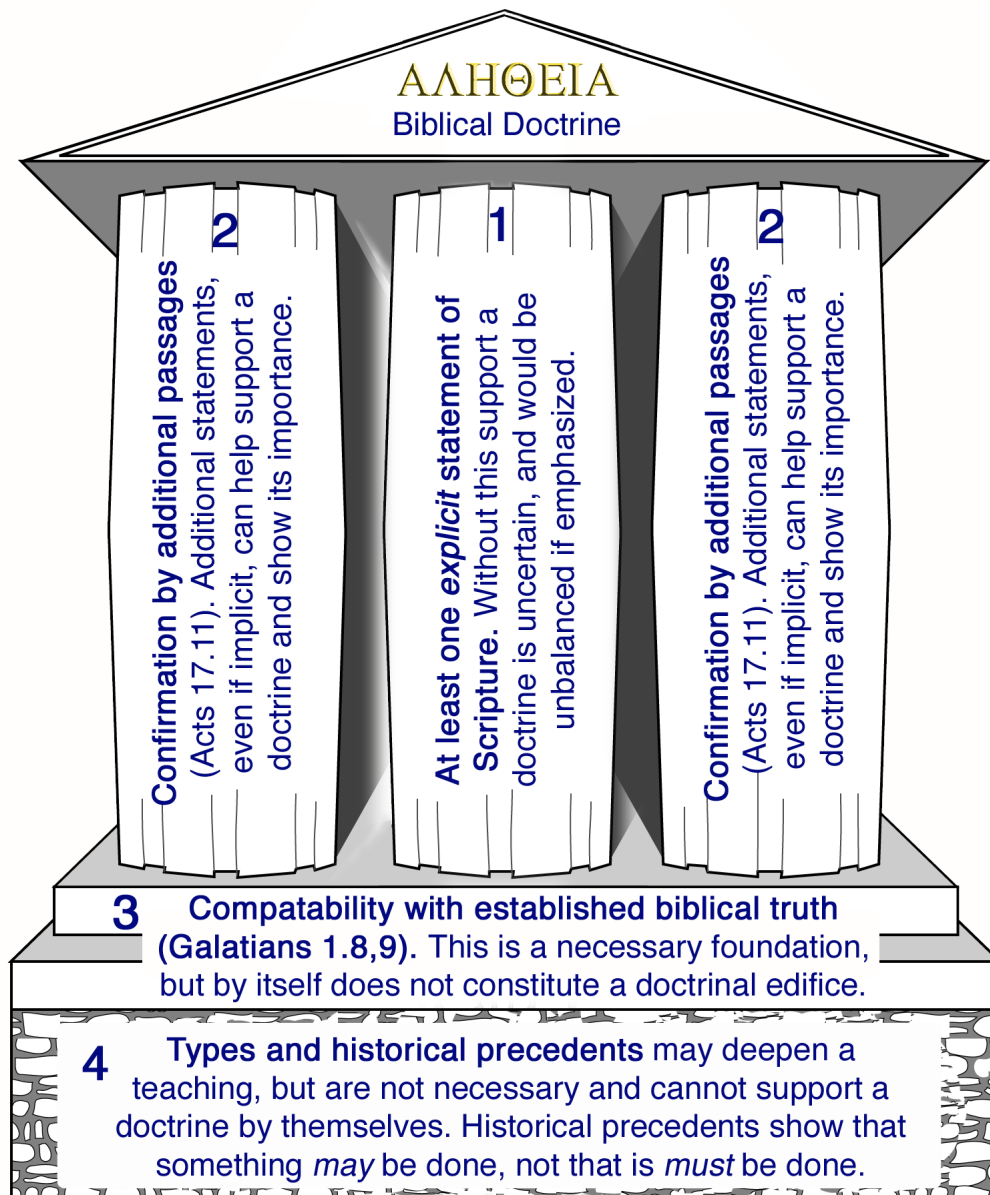 ΑΛΗΘΕΙΑ
Biblical Doctrine
2
Confirmation by additional passages
(Acts 17.11). Additional statements,
even if implicit, can help support a
doctrine and show its importance.
1
At least one explicit statement of
Scripture. Without this support a
doctrine is uncertain, and would be
unbalanced if emphasized.
2
Confirmation by additional passages
(Acts 17.11). Additional statements,
even if implicit, can help support a
doctrine and show its importance.
3 Compatability with established biblical truth
(Galatians 1.8,9). This is a necessary foundation,
but by itself does not constitute a doctrinal edifice.
4 Types and historical precedents may deepen a
teaching, but are not necessary and cannot support a
doctrine by themselves. Historical precedents show that
something may be done, not that is must be done.